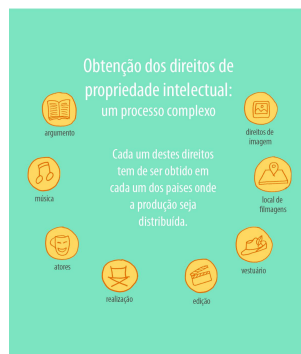 Obtenção dos direitos de
propriedade intelectual:
um processo complexo
argumento
direitos de
imagem
Cada um destes direitos
tem de ser obtido em
cada um dos países onde
a produção seja
distribuída.
música
local de
filmagens
atores
vestuário
realização
edição